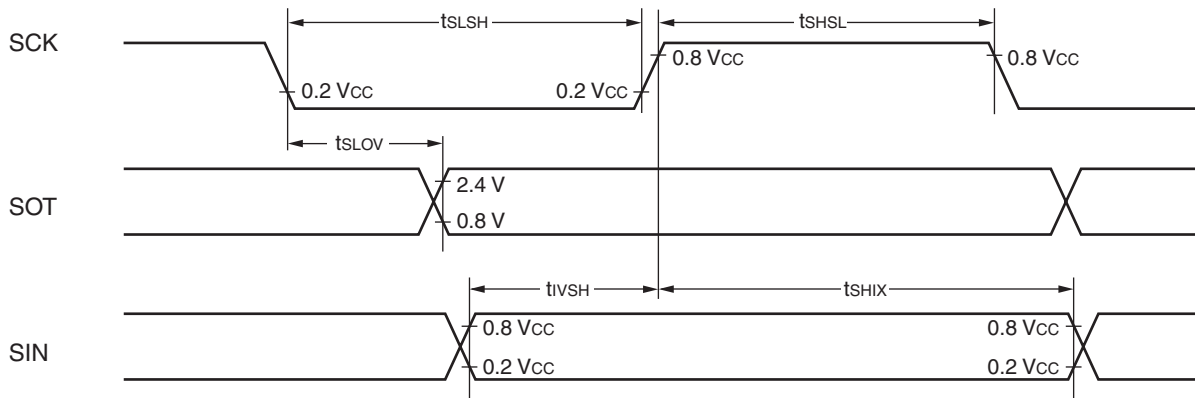 tSLSH tSHSL
SCK
0.8 VCC 0.8 VCC
0.2 VCC 0.2 VCC
tSLOV
2.4 V
SOT
0.8 V
tIVSH tSHIX
0.8 VCC 0.8 VCC
SIN
0.2 VCC 0.2 VCC